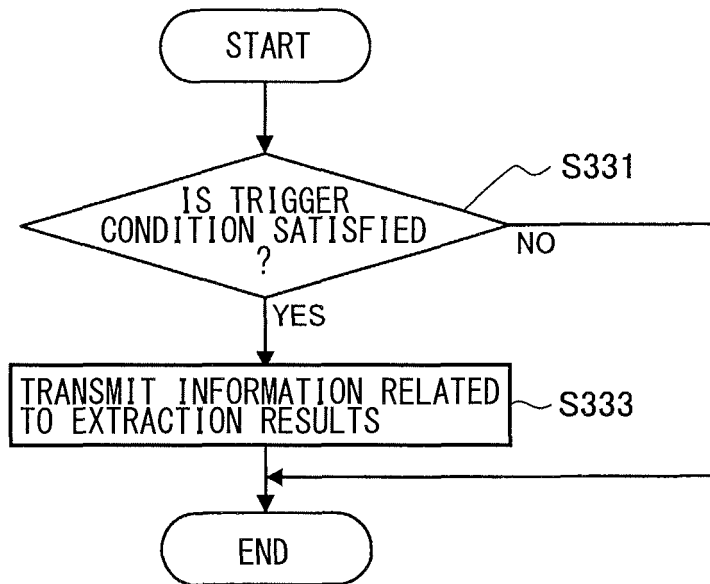 START
IS TRIGGER
CONDITION SATISFIED
?
S331
NO
YES
TRANSMIT INFORMATION RELATED
TO EXTRACTION RESULTS
S333
END